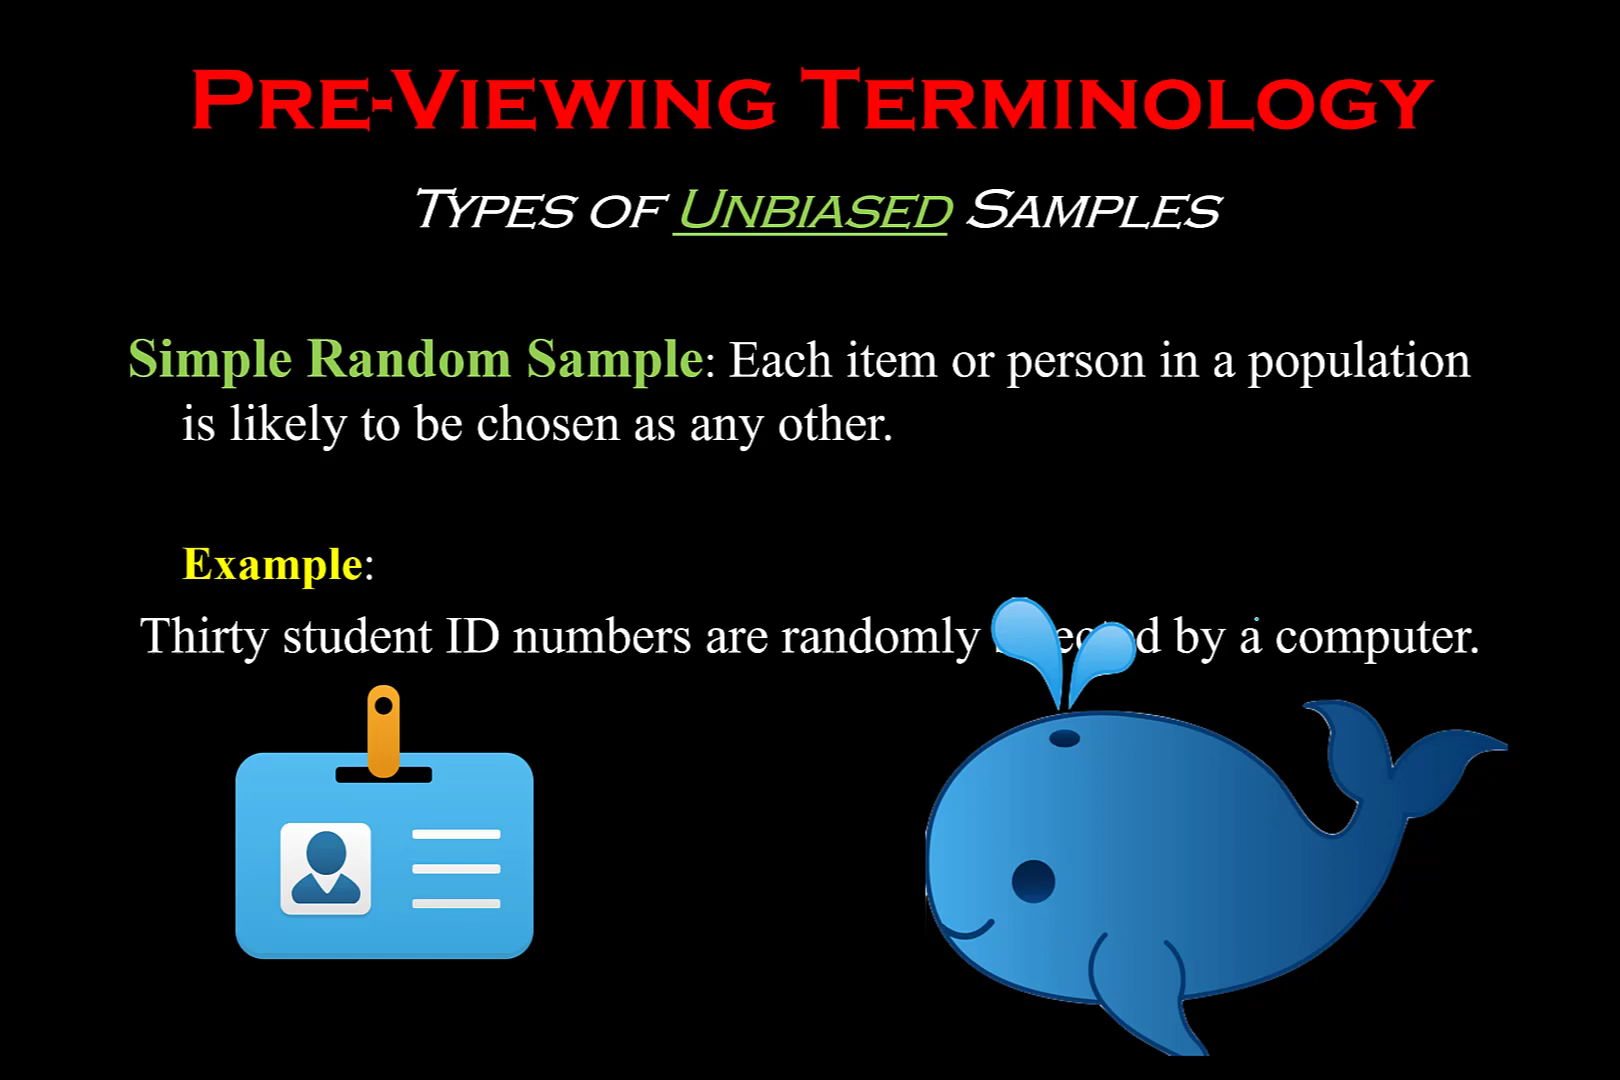 Pre-Viewing Terminology
Types of Unbiased Samples
Simple Random Sample: Each item or person in a population
is likely to be chosen as any other.
Example:
Thirty student ID numbers are randomly by a computer.